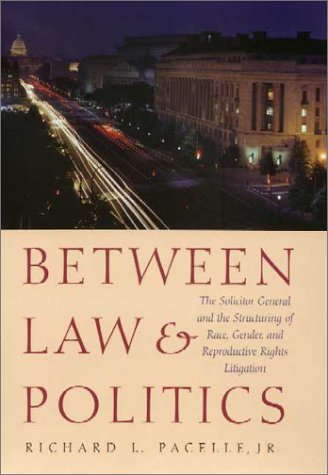 BETWEEN
LAW &
POLITICS
The Solicitor General
and the Structuring of
Race, Gender, and
Reproductive Rights
Litigation
RICHARD L. PACELLE, JR.